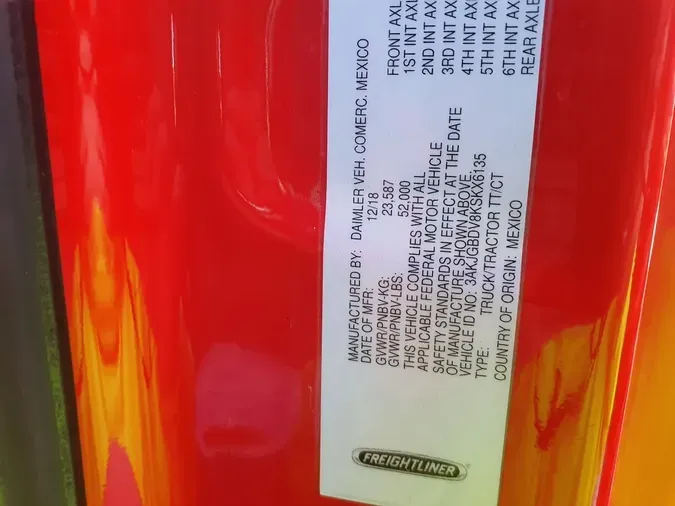 MANUFACTURED BY: DAIMLER VEH. COMERC. MEXICO
DATE OF MFR: 12/18
GVWR/PNBV-KG: 23,587
GVWR/PNBV-LBS: 52,000
THIS VEHICLE COMPLIES WITH ALL
APPLICABLE FEDERAL MOTOR VEHICLE
SAFETY STANDARDS IN EFFECT AT THE DATE
OF MANUFACTURE SHOWN ABOVE.
VEHICLE ID NO: 3AKJGBDV8KSKX6135
TYPE: TRUCK/TRACTOR TT/CT
COUNTRY OF ORIGIN: MEXICO
FRONT AXL
1ST INT AX
2ND INT AX
3RD INT AX
4TH INT AX
5TH INT AX
6TH INT AX
REAR AXLE
FREIGHTLINER